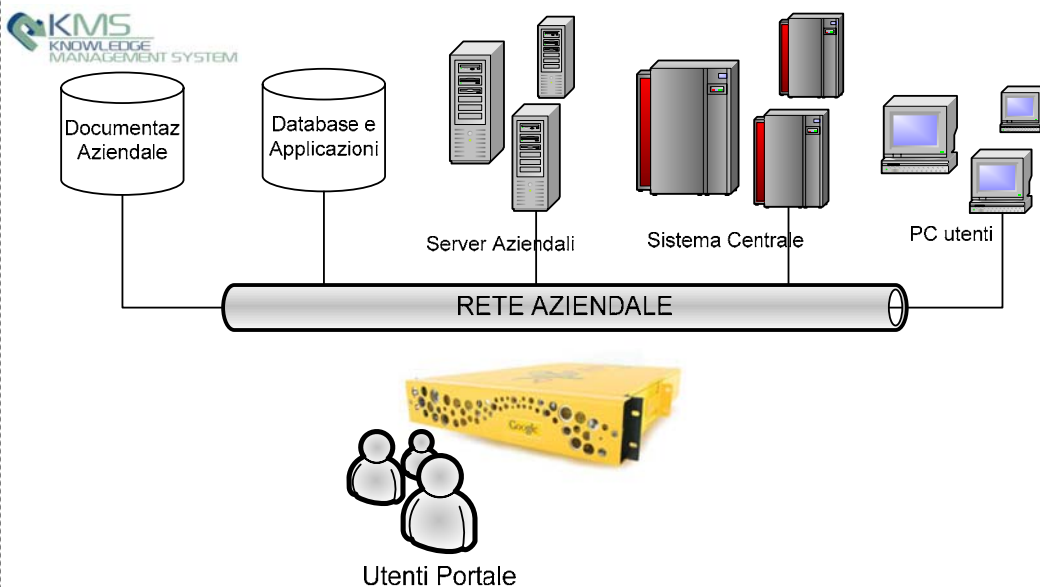 KMS
KNOWLEDGE
MANAGEMENT SYSTEM
Documentaz
Aziendale
Database e
Applicazioni
Server Aziendali
Sistema Centrale
PC utenti
RETE AZIENDALE
Google
Utenti Portale